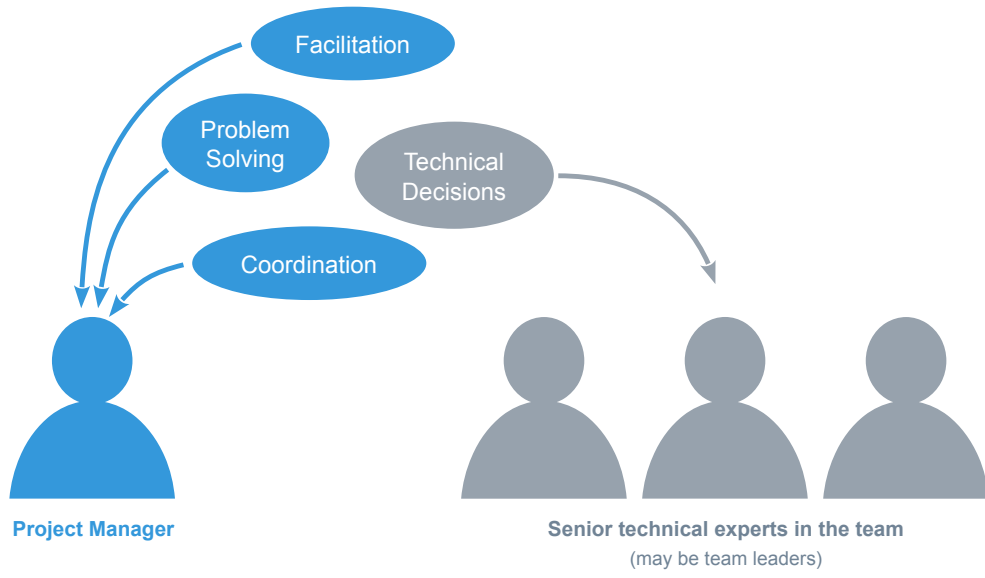 Facilitation
Problem
Solving
Technical
Decisions
Coordination
Project Manager
Senior technical experts in the team
(may be team leaders)